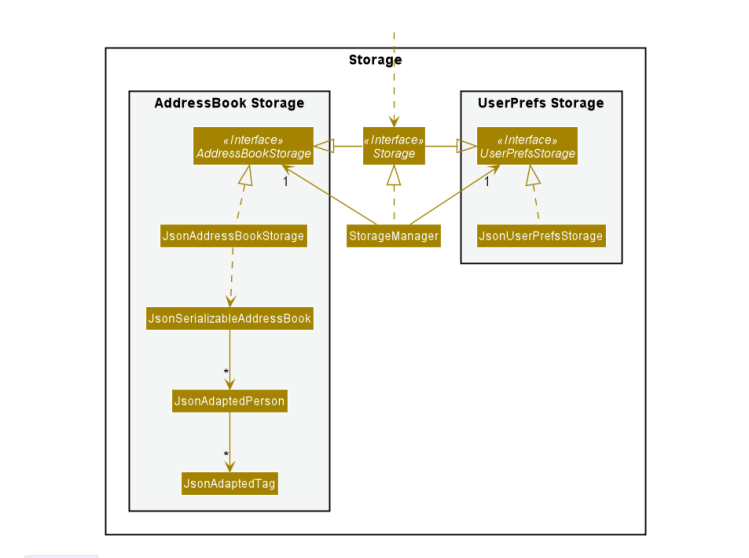 Storage
AddressBook Storage
UserPrefs Storage
«Interface»
AddressBookStorage
«Interface»
Storage
«Interface»
UserPrefsStorage
1
1
JsonAddressBookStorage
StorageManager
JsonUserPrefsStorage
JsonSerializableAddressBook
*
JsonAdaptedPerson
*
JsonAdaptedTag